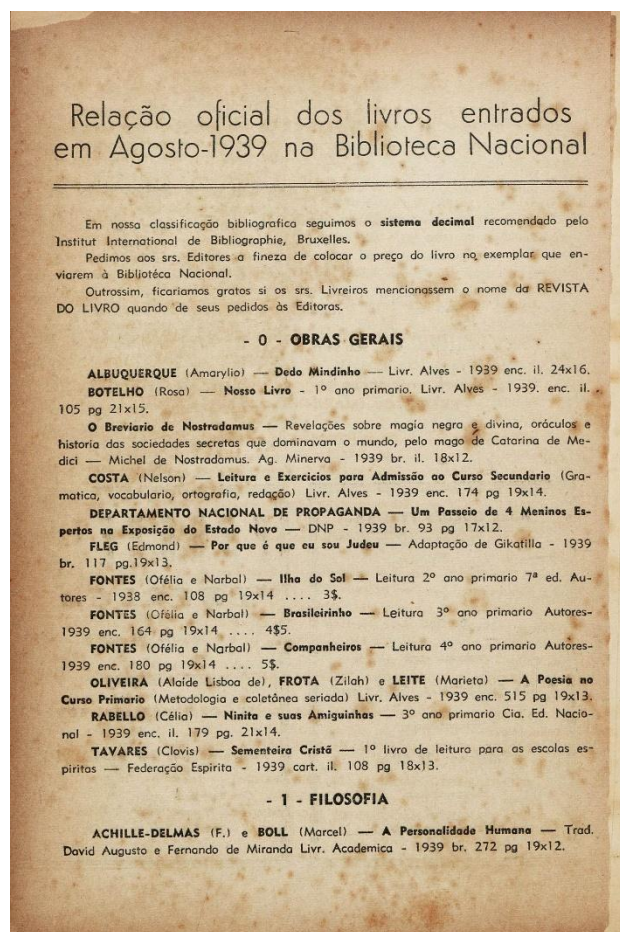 Relação oficial dos livros entrados
em Agosto-1939 na Biblioteca Nacional
Em nossa classificação bibliografica seguimos o sistema decimal recomendado pelo
Institut International de Bibliographie, Bruxelles.
Pedimos aos srs. Editores a fineza de colocar o preço do livro no exemplar que en-
viarem à Bibliotéca Nacional.
Outrossim, ficariamos gratos si os srs. Livreiros mencionassem o nome da REVISTA
DO LIVRO quando de seus pedidos às Editoras.
- 0 - OBRAS GERAIS
ALBUQUERQUE (Amarylio) — Dedo Mindinho — Livr. Alves - 1939 enc. il. 24x16.
BOTELHO (Rosa) — Nosso Livro - 1º ano primario. Livr. Alves - 1939. enc. il.
105 pg 21x15.
O Breviario de Nostradamus — Revelações sobre magia negra e divina, oráculos e
historia das sociedades secretas que dominavam o mundo, pelo mago de Catarina de Me-
dici — Michel de Nostradamus. Ag. Minerva - 1939 br. il. 18x12.
COSTA (Nelson) — Leitura e Exercicios para Admissão ao Curso Secundario (Gra-
matica, vocabulario, ortografia, redação) Livr. Alves - 1939 enc. 174 pg 19x14.
DEPARTAMENTO NACIONAL DE PROPAGANDA — Um Passeio de 4 Meninos Es-
pertos na Exposição do Estado Novo — DNP - 1939 br. 93 pg 17x12.
FLEG (Edmond) — Por que é que eu sou Judeu — Adaptação de Gikatilla - 1939
br. 117 pg.19x13.
FONTES (Ofélia e Narbal) — Ilha do Sol — Leitura 2º ano primario 7ª ed. Au-
tores - 1938 enc. 108 pg 19x14 .... 3$.
FONTES (Ofélia e Narbal) — Brasileirinho — Leitura 3º ano primario Autores-
1939 enc. 164 pg 19x14 .... 4$5.
FONTES (Ofélia e Narbal) — Companheiros — Leitura 4º ano primario Autores-
1939 enc. 180 pg 19x14 .... 5$.
OLIVEIRA (Alaide Lisboa de), FROTA (Zilah) e LEITE (Marieta) — A Poesia no
Curso Primario (Metodologia e coletânea seriada) Livr. Alves - 1939 enc. 515 pg 19x13.
RABELLO (Célia) — Ninita e suas Amiguinhas — 3º ano primario Cia. Ed. Nacio-
nal - 1939 enc. il. 179 pg. 21x14.
TAVARES (Clovis) — Sementeira Cristã — 1º livro de leitura para as escolas es-
piritas — Federação Espirita - 1939 cart. il. 108 pg 18x13.
- 1 - FILOSOFIA
ACHILLE-DELMAS (F.) e BOLL (Marcel) — A Personalidade Humana — Trad.
David Augusto e Fernando de Miranda Livr. Academica - 1939 br. 272 pg 19x12.